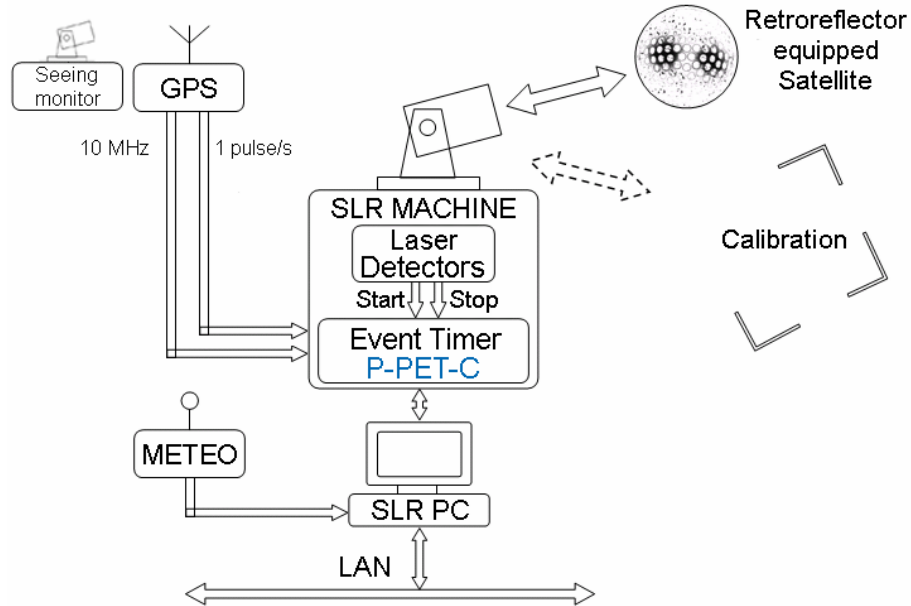 Retroreflector
equipped
Satellite
Seeing
monitor
GPS
10 MHz
1 pulse/s
SLR MACHINE
Laser
Detectors
Start
Stop
Event Timer
P-PET-C
Calibration
METEO
SLR PC
LAN